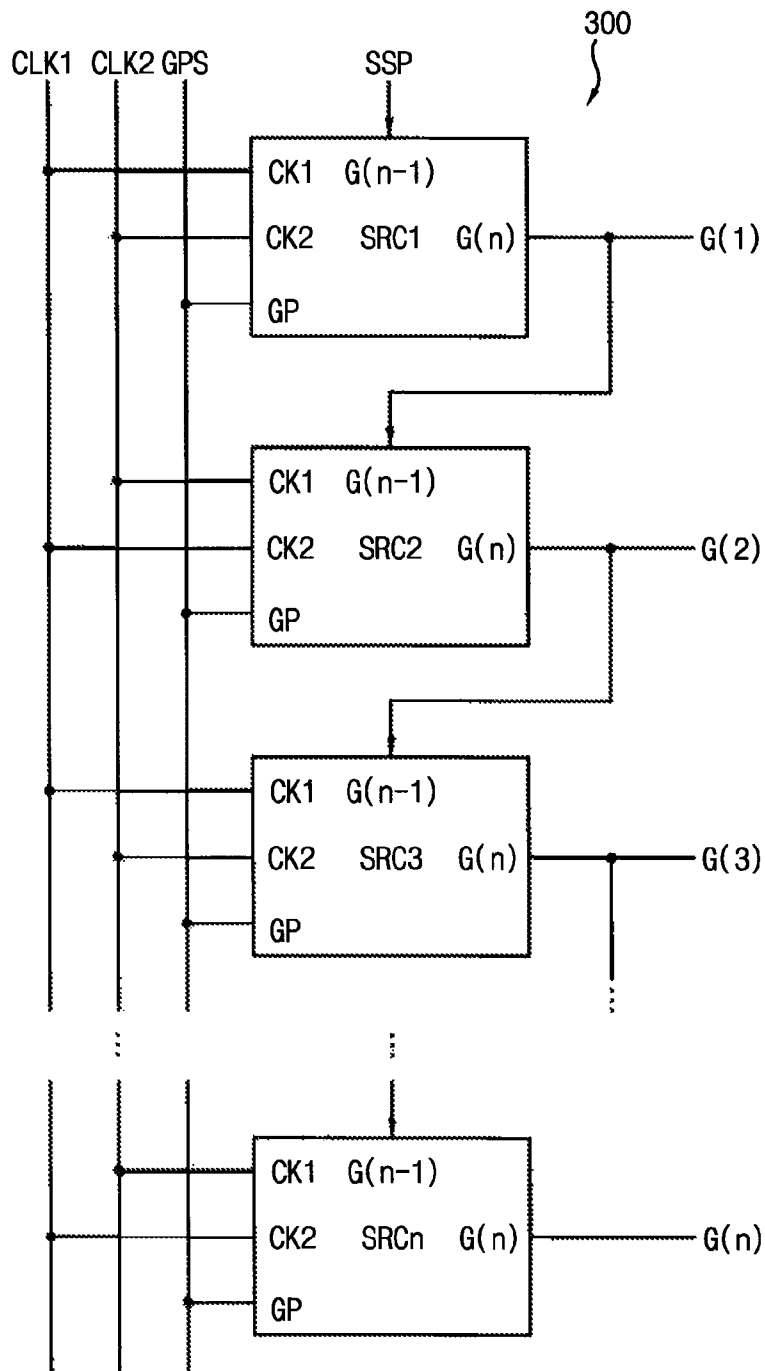 300
CLK1 CLK2 GPS SSP
CK1 G(n-1)
CK2 SRC1 G(n) G(1)
GP
CK1 G(n-1)
CK2 SRC2 G(n) G(2)
GP
CK1 G(n-1)
CK2 SRC3 G(n) G(3)
GP
CK1 G(n-1)
CK2 SRCn G(n) G(n)
GP